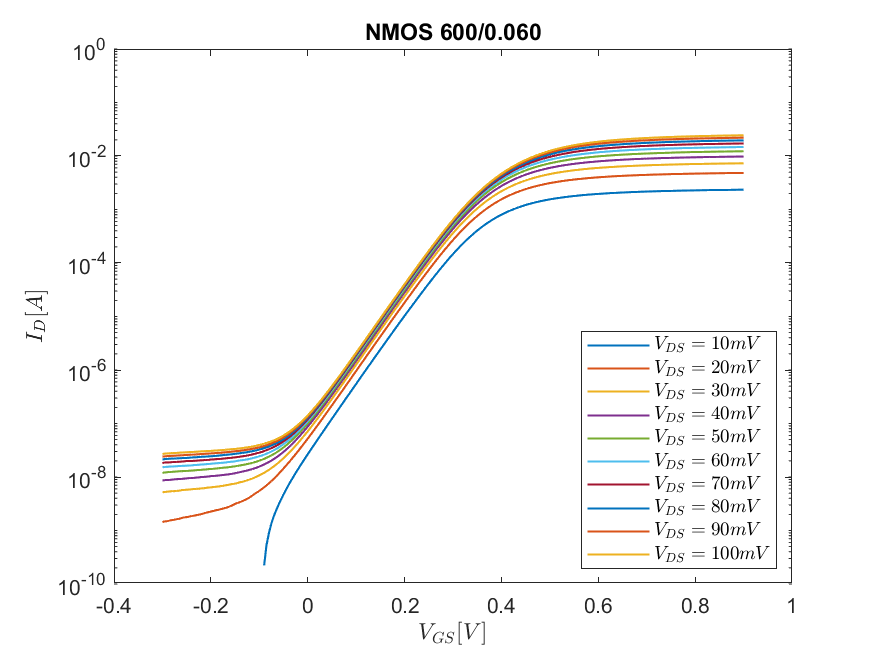 NMOS 600/0.060
10^0
10^-2
10^-4
10^-6
10^-8
10^-10
I_D[A]
V_DS = 10mV
V_DS = 20mV
V_DS = 30mV
V_DS = 40mV
V_DS = 50mV
V_DS = 60mV
V_DS = 70mV
V_DS = 80mV
V_DS = 90mV
V_DS = 100mV
-0.4 -0.2 0 0.2 0.4 0.6 0.8 1
V_GS[V]